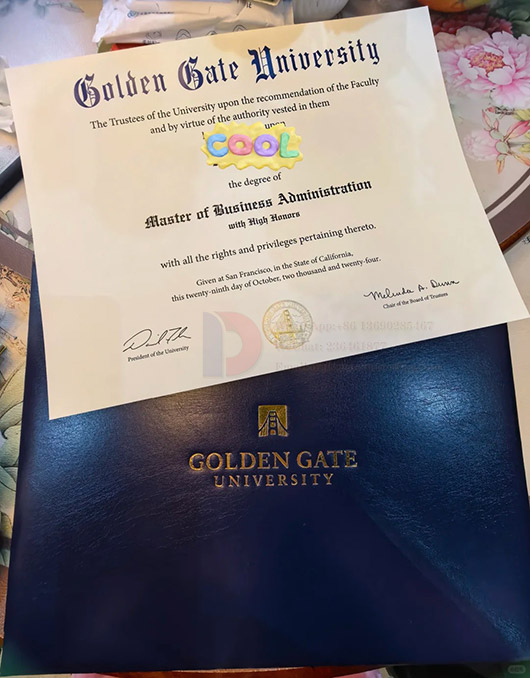 Golden Gate University
The Trustees of the University upon the recommendation of the Faculty
and by virtue of the authority vested in them
upon
COOL
the degree of
Master of Business Administration
with High Honors
with all the rights and privileges pertaining thereto.
Given at San Francisco, in the State of California,
this twenty-ninth day of October, two thousand and twenty-four.
President of the University
Chair of the Board of Trustees
GOLDEN GATE
UNIVERSITY